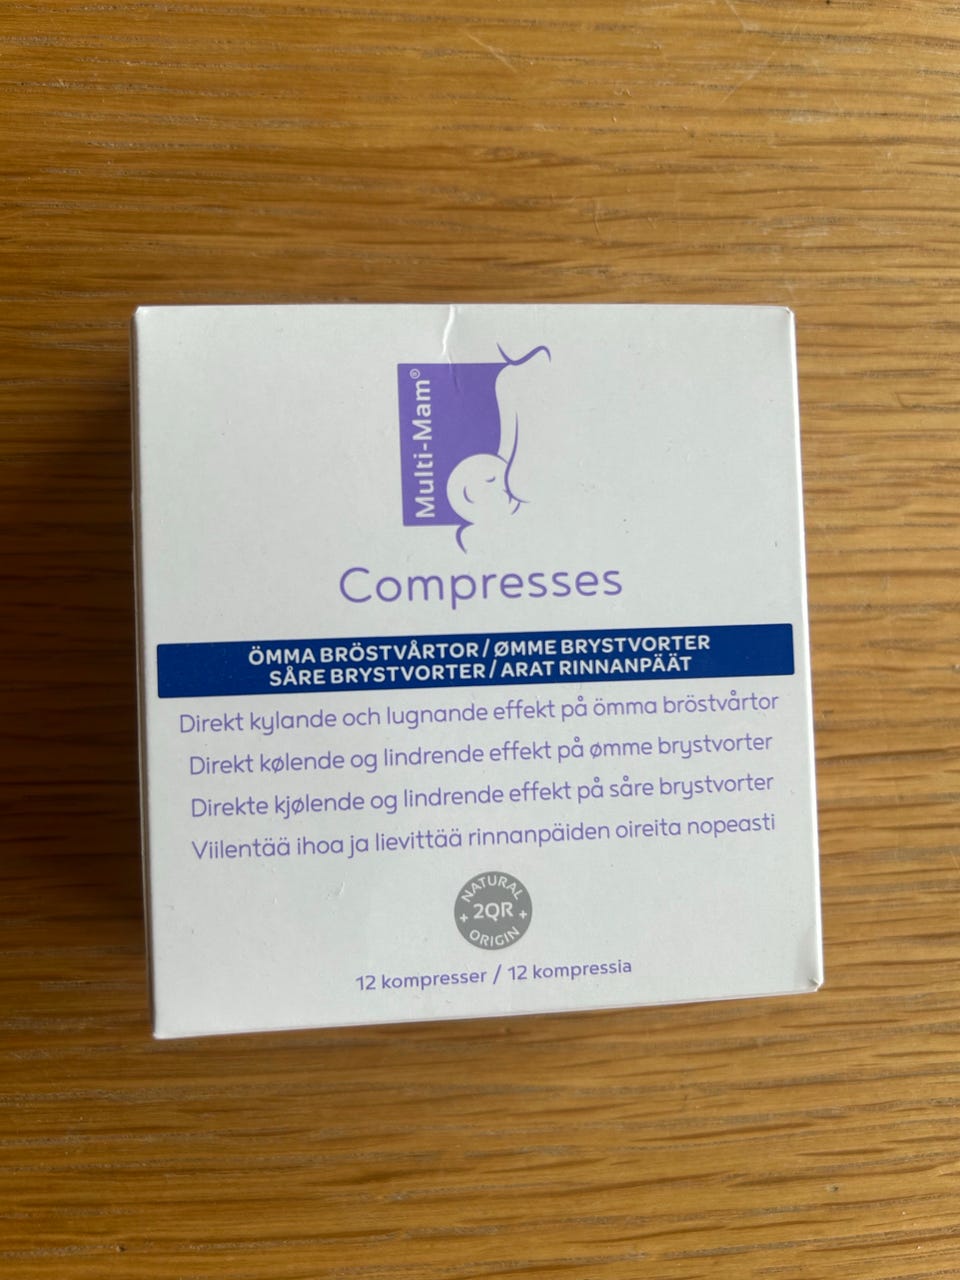 Multi-Mam®
Compresses
ÖMMA BRÖSTVÅRTOR / ØMME BRYSTVORTER
SÅRE BRYSTVORTER / ARAT RINNANPÄÄT
Direkt kylande och lugnande effekt på ömma bröstvårtor
Direkt kølende og lindrende effekt på ømme brystvorter
Direkte kjølende og lindrende effekt på såre brystvorter
Viilentää ihoa ja lievittää rinnanpäiden oireita nopeasti
NATURAL
+ 2QR +
ORIGIN
12 kompresser / 12 kompressia